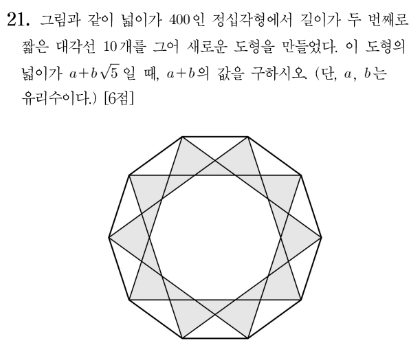 21. 그림과 같이 넓이가 400인 정십각형에서 길이가 두 번째로
짧은 대각선 10개를 그어 새로운 도형을 만들었다. 이 도형의
넓이가 a+b√5 일 때, a+b의 값을 구하시오. (단, a, b는
유리수이다.) [6점]